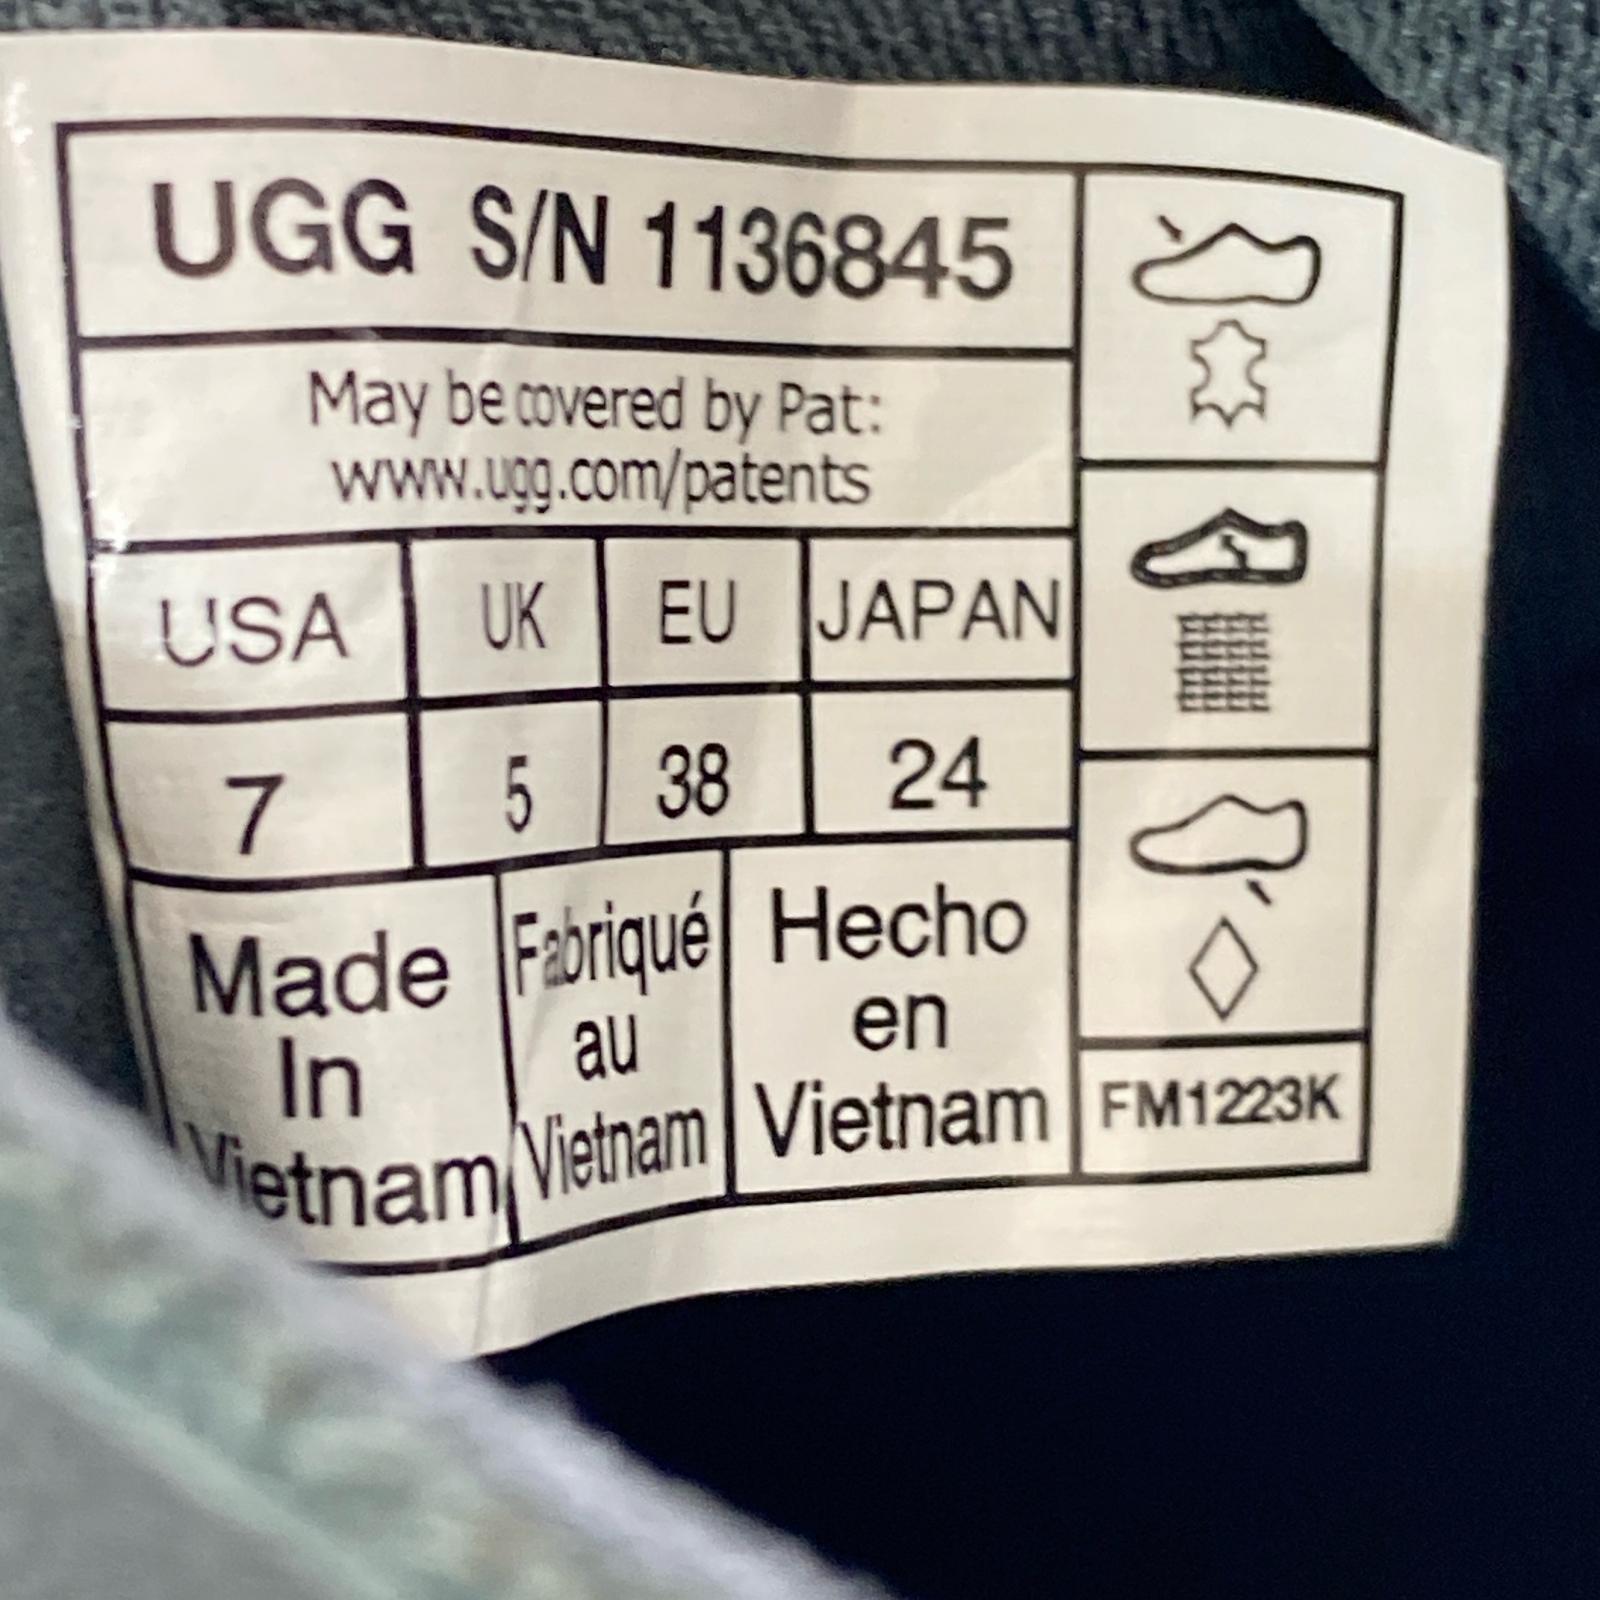 UGG S/N 1136845
May be covered by Pat:
www.ugg.com/patents
USA UK EU JAPAN
7 5 38 24
Made
In
Vietnam
Fabriqué
au
Vietnam
Hecho
en
Vietnam
FM1223K